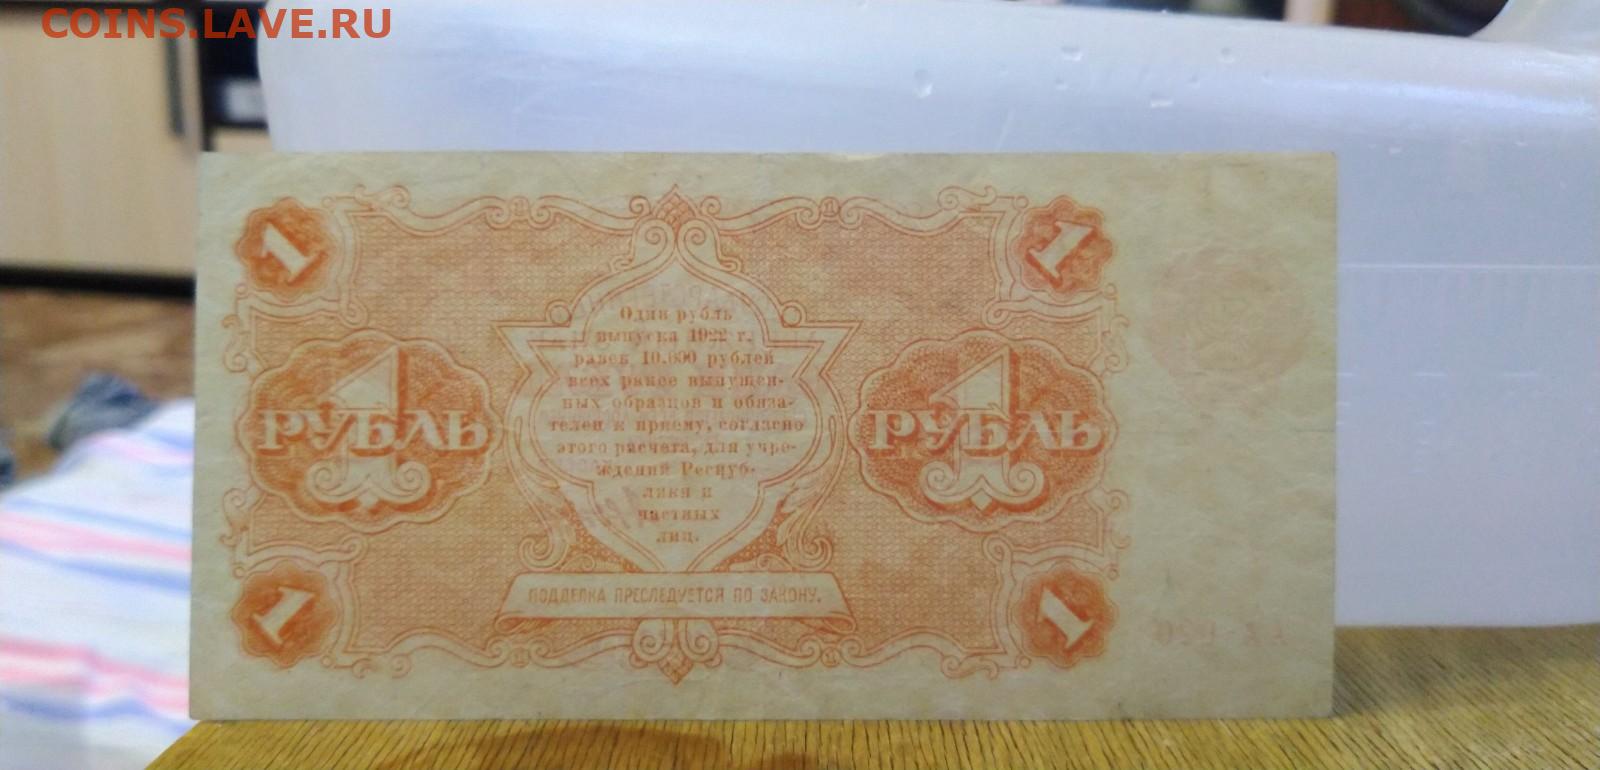 COINS.LAVE.RU
1 1
Один рубль
выпуска 1922 г.
равен 10.000 рублей
всех ранее выпущен-
ных образцов и обяза-
телен к приему, согласно
этого расчета, для учре-
ждений Респуб-
лики и
частных
лиц.
1 РУБЛЬ 1 РУБЛЬ
ПОДДЕЛКА ПРЕСЛЕДУЕТСЯ ПО ЗАКОНУ.
1 1